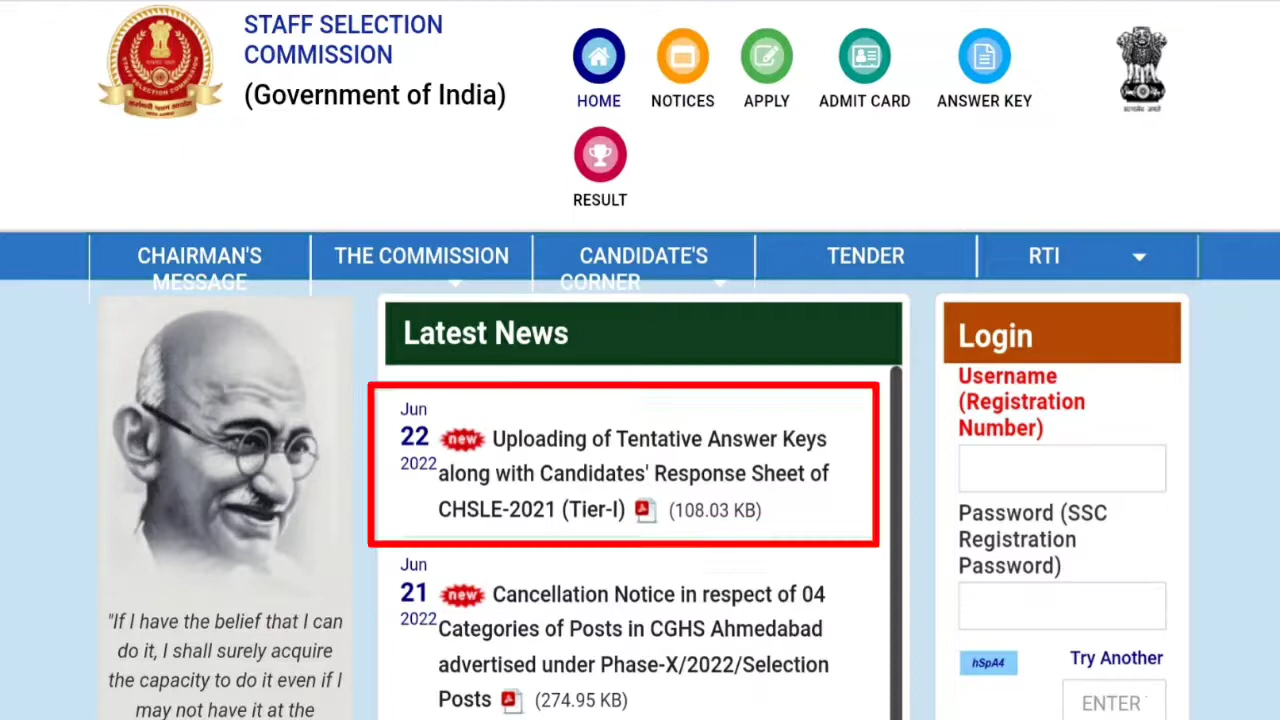 STAFF SELECTION
COMMISSION
(Government of India)
HOME
NOTICES
APPLY
ADMIT CARD
ANSWER KEY
RESULT
STAFF SELECTION COMMISSION
CHAIRMAN'S
MESSAGE
THE COMMISSION
CANDIDATE'S
CORNER
TENDER
RTI
"If I have the belief that I can
do it, I shall surely acquire
the capacity to do it even if I
may not have it at the
Latest News
Jun
22
2022
new Uploading of Tentative Answer Keys
along with Candidates' Response Sheet of
CHSLE-2021 (Tier-I) (108.03 KB)
Jun
21
2022
new Cancellation Notice in respect of 04
Categories of Posts in CGHS Ahmedabad
advertised under Phase-X/2022/Selection
Posts (274.95 KB)
Login
Username
(Registration
Number)
Password (SSC
Registration
Password)
hSpA4
Try Another
ENTER